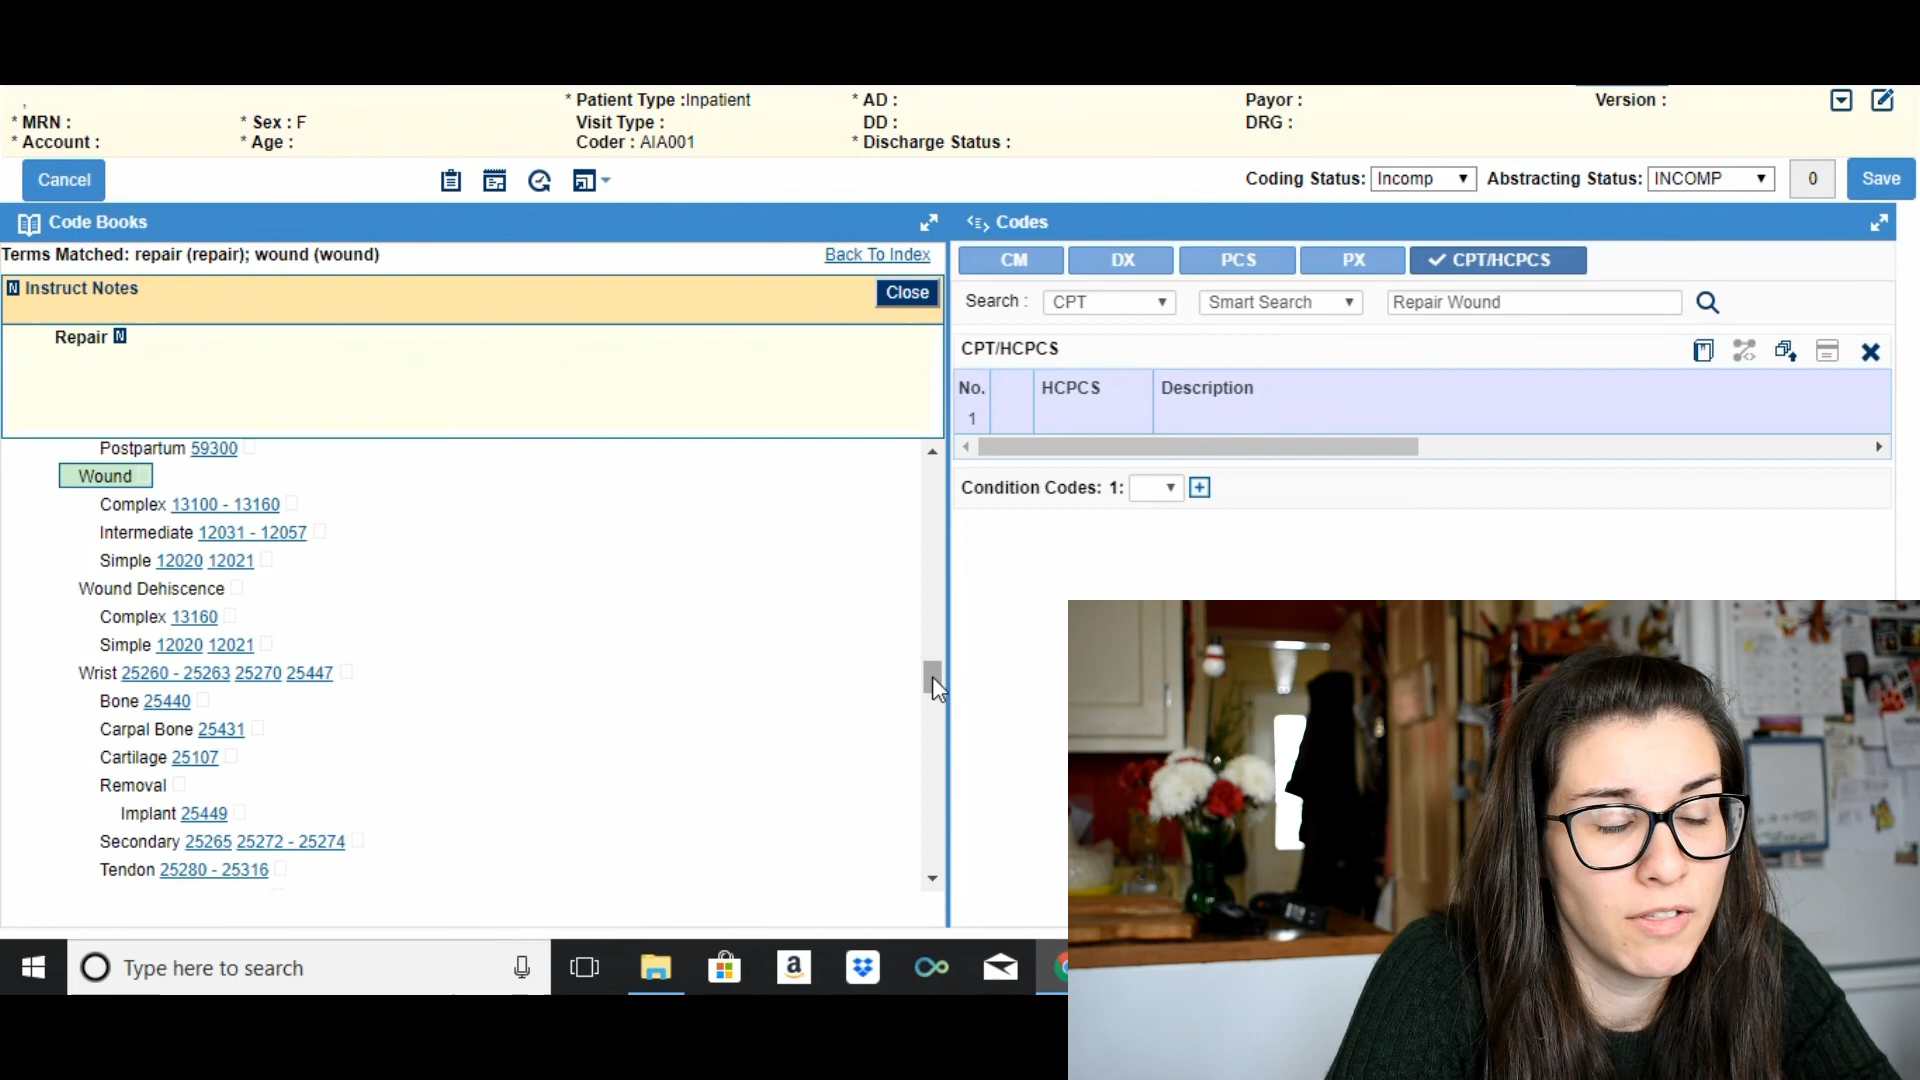 * Patient Type :Inpatient * AD : Payor : Version :
* MRN : * Sex : F Visit Type : DD : DRG :
* Account : * Age : Coder : AIA001 * Discharge Status :
Cancel Coding Status: Incomp Abstracting Status: INCOMP 0 Save
Code Books
Terms Matched: repair (repair); wound (wound) Back To Index
N Instruct Notes Close
Repair N
Postpartum 59300
Wound
Complex 13100 - 13160
Intermediate 12031 - 12057
Simple 12020 12021
Wound Dehiscence
Complex 13160
Simple 12020 12021
Wrist 25260 - 25263 25270 25447
Bone 25440
Carpal Bone 25431
Cartilage 25107
Removal
Implant 25449
Secondary 25265 25272 - 25274
Tendon 25280 - 25316
Codes
CM DX PCS PX CPT/HCPCS
Search : CPT Smart Search Repair Wound
CPT/HCPCS
No. HCPCS Description
1
Condition Codes: 1:
Type here to search
a